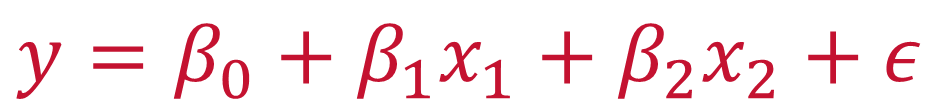 y = β₀ + β₁x₁ + β₂x₂ + ϵ